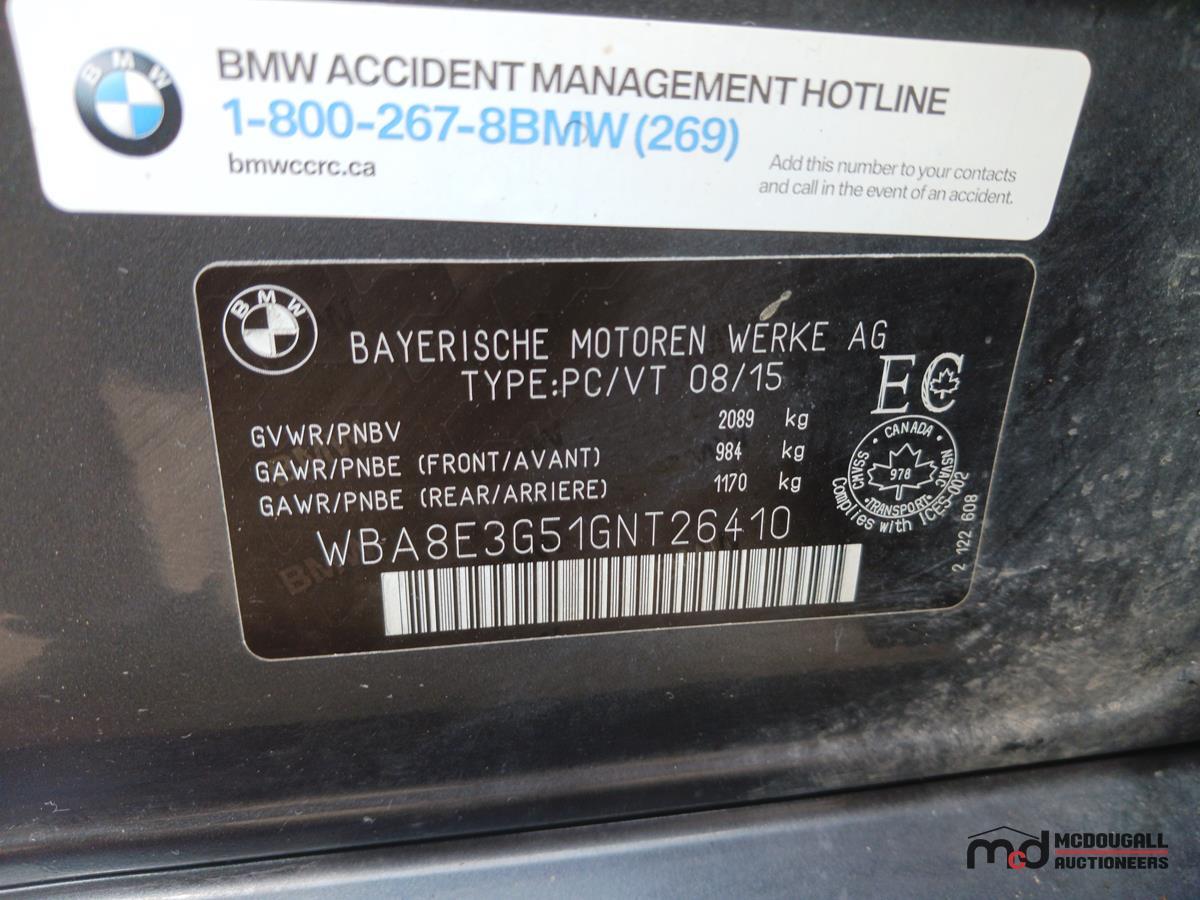 BMW
BMW ACCIDENT MANAGEMENT HOTLINE
1-800-267-8BMW (269)
bmwccrc.ca
Add this number to your contacts
and call in the event of an accident.
BMW
BAYERISCHE MOTOREN WERKE AG
TYPE:PC/VT 08/15
EC
GVWR/PNBV 2089 kg
GAWR/PNBE (FRONT/AVANT) 984 kg
GAWR/PNBE (REAR/ARRIERE) 1170 kg
CANADA
CMVSS 978 NSVAC
TRANSPORT
Complies with ICES-002
2 122 608
WBA8E3G51GNT26410
mcd MCDOUGALL
AUCTIONEERS